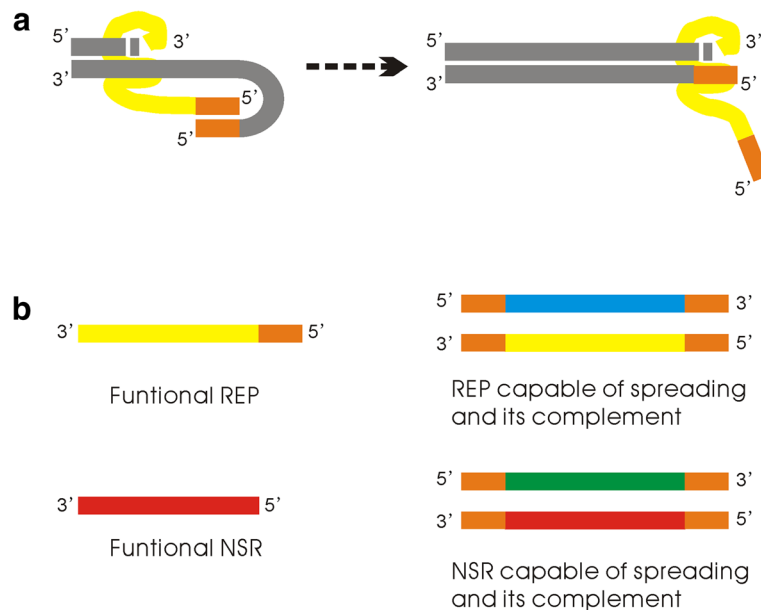 a
5’
3’
3’
5’
5’
5’
3’
3’
5’
5’
b
3’
5’
Funtional REP
5’
3’
3’
5’
REP capable of spreading
and its complement
3’
5’
Funtional NSR
5’
3’
3’
5’
NSR capable of spreading
and its complement